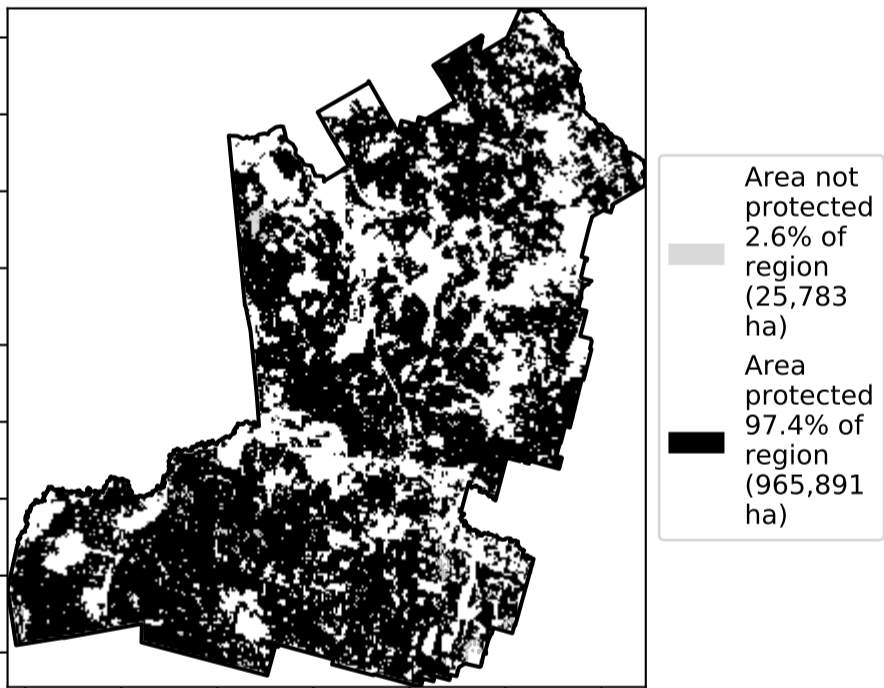 Area not
protected
2.6% of
region
(25,783
ha)
Area
protected
97.4% of
region
(965,891
ha)